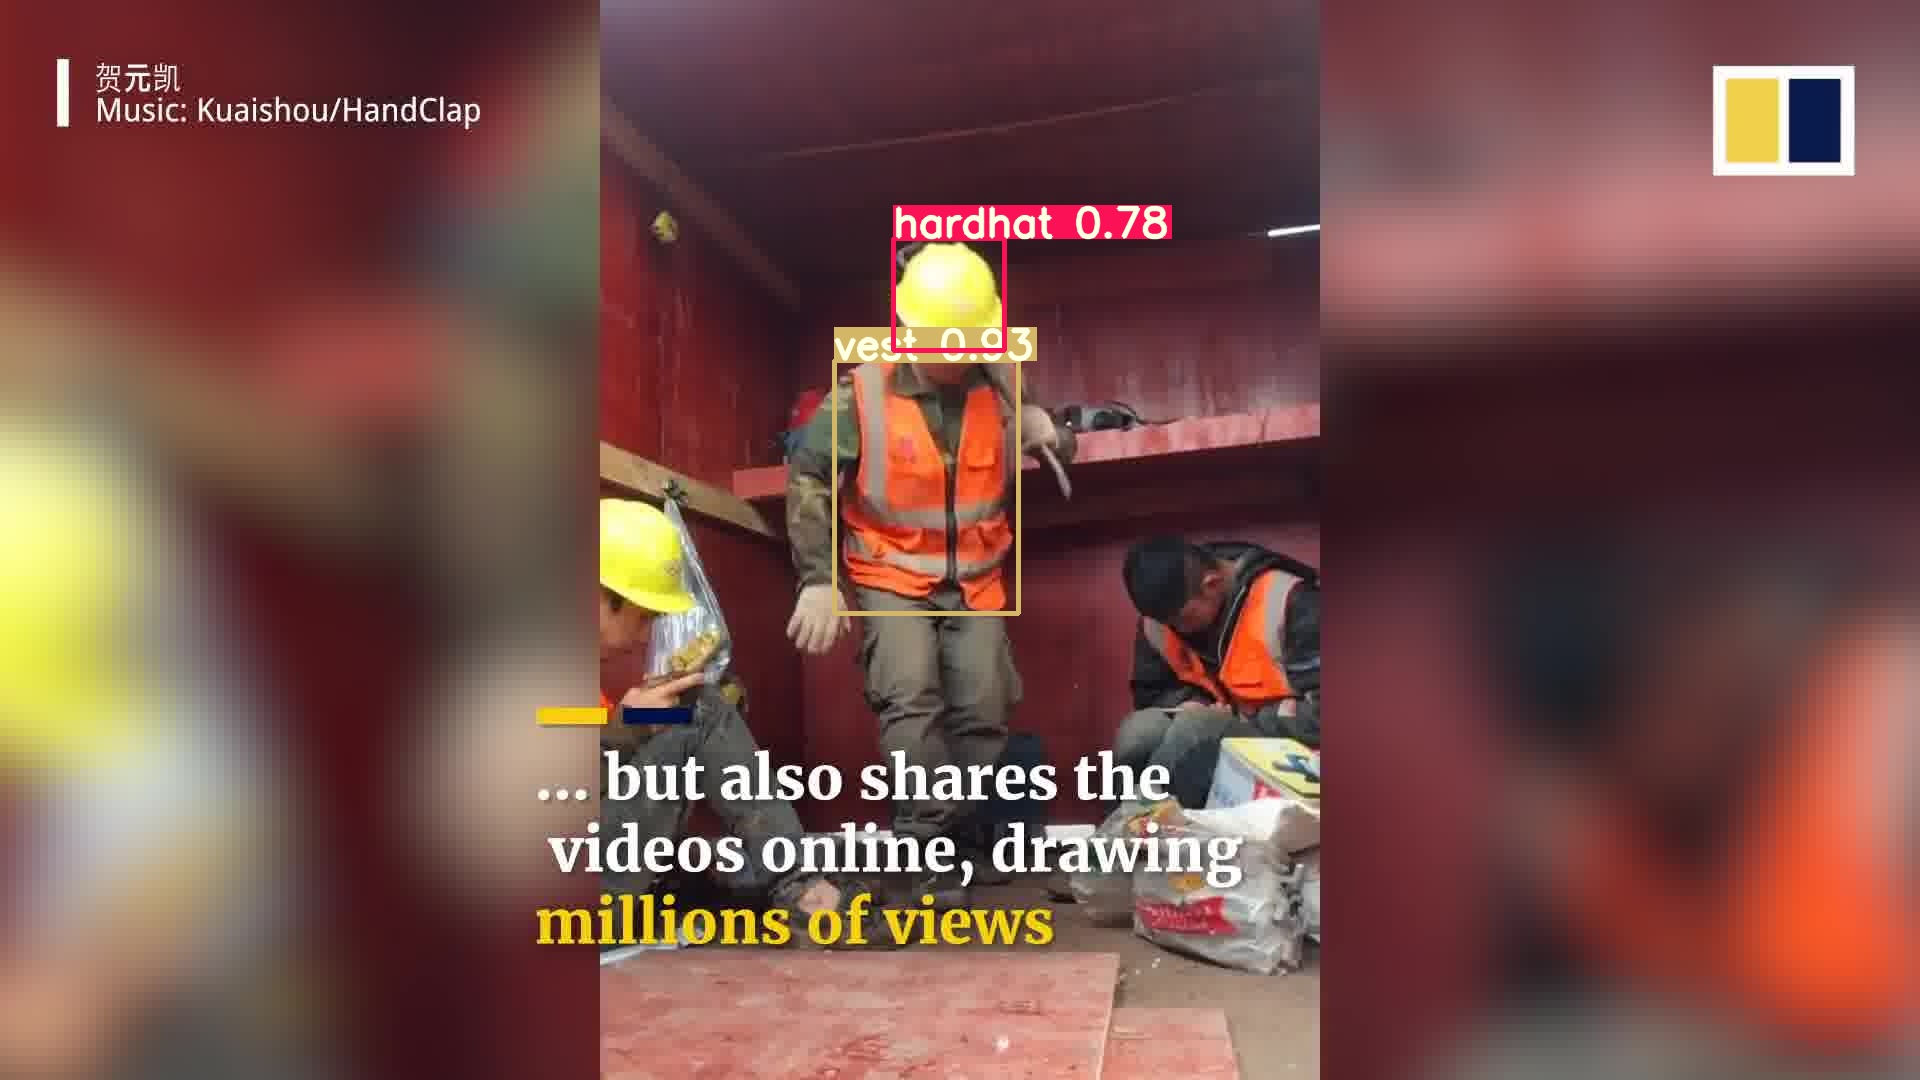 贺元凯
Music: Kuaishou/HandClap
hardhat 0.78
vest 0.93
... but also shares the
videos online, drawing
millions of views